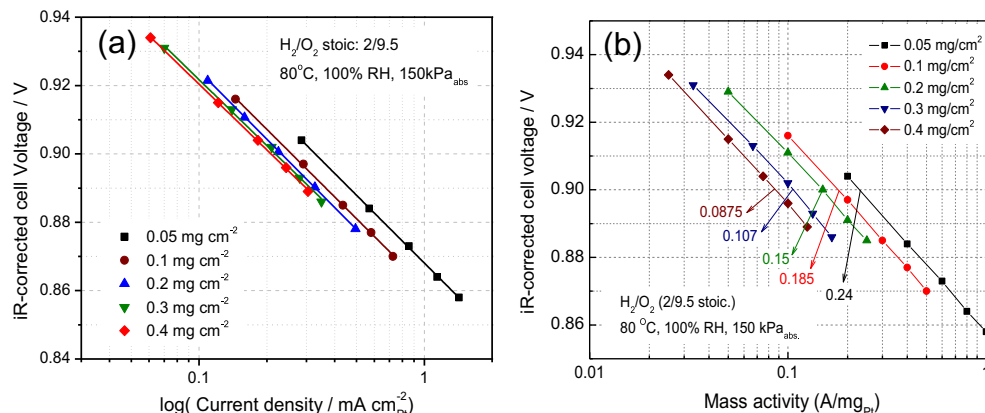 (a)
H₂/O₂ stoic: 2/9.5
80°C, 100% RH, 150kPa_abs
0.94
0.92
0.90
0.88
0.86
0.84
iR-corrected cell Voltage / V
0.05 mg cm⁻²
0.1 mg cm⁻²
0.2 mg cm⁻²
0.3 mg cm⁻²
0.4 mg cm⁻²
0.1
1
log( Current density / mA cm⁻²_Pt)
(b)
0.05 mg/cm²
0.1 mg/cm²
0.2 mg/cm²
0.3 mg/cm²
0.4 mg/cm²
0.94
0.92
0.90
0.88
0.86
iR-corrected cell voltage / V
0.0875
0.107
0.15
0.185
0.24
H₂/O₂ (2/9.5 stoic.)
80 °C, 100% RH, 150 kPa_abs.
0.01
0.1
1
Mass activity (A/mg_Pt)